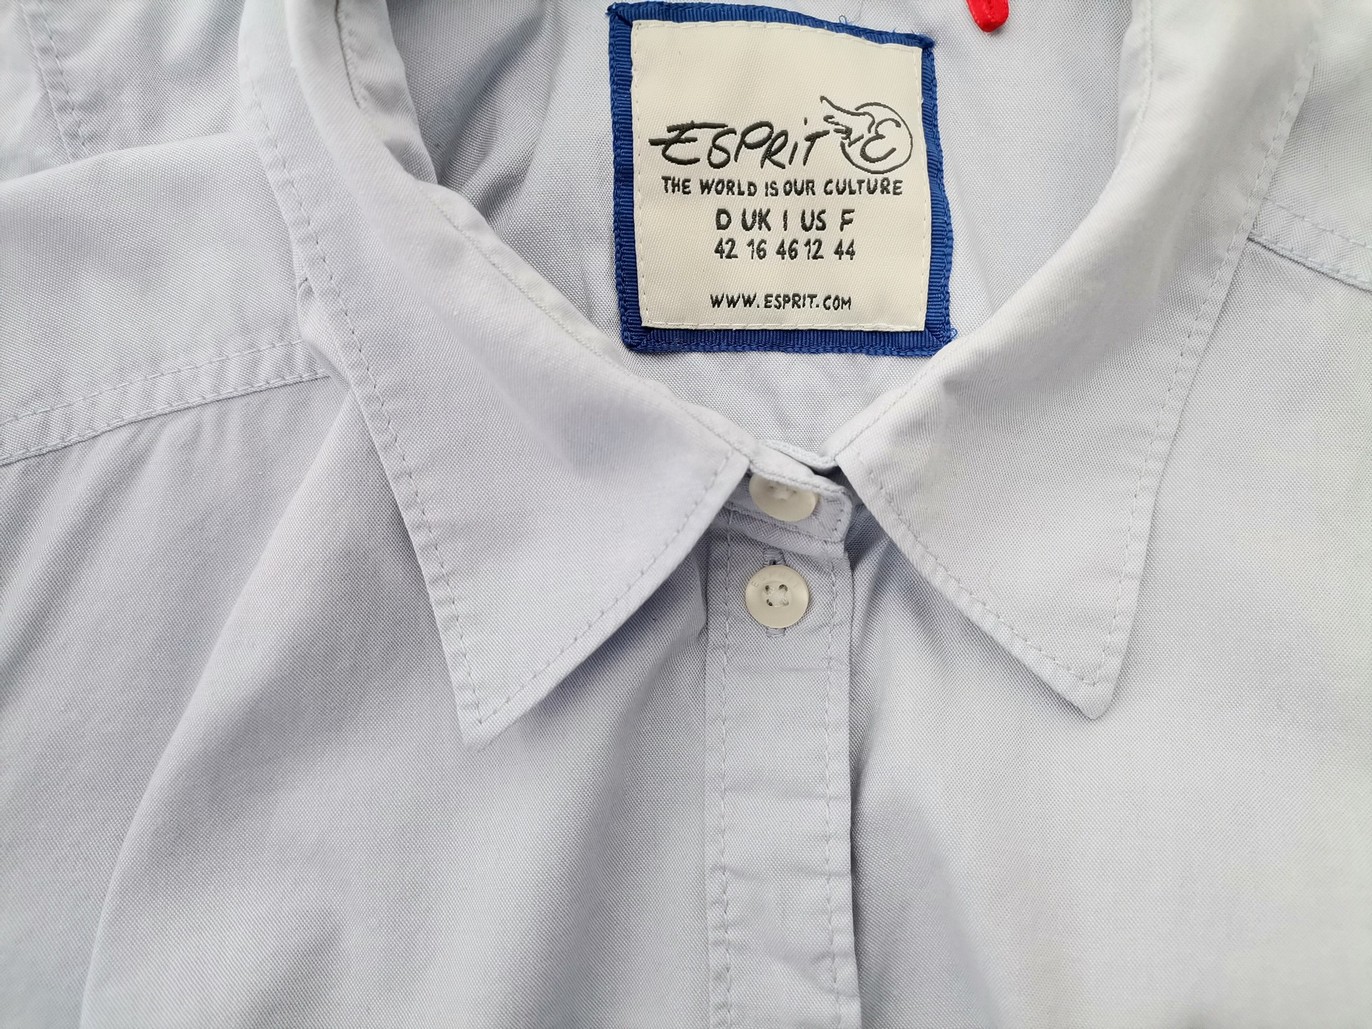 ESPRIT E
THE WORLD IS OUR CULTURE
D UK I US F
42 16 46 12 44
WWW.ESPRIT.COM